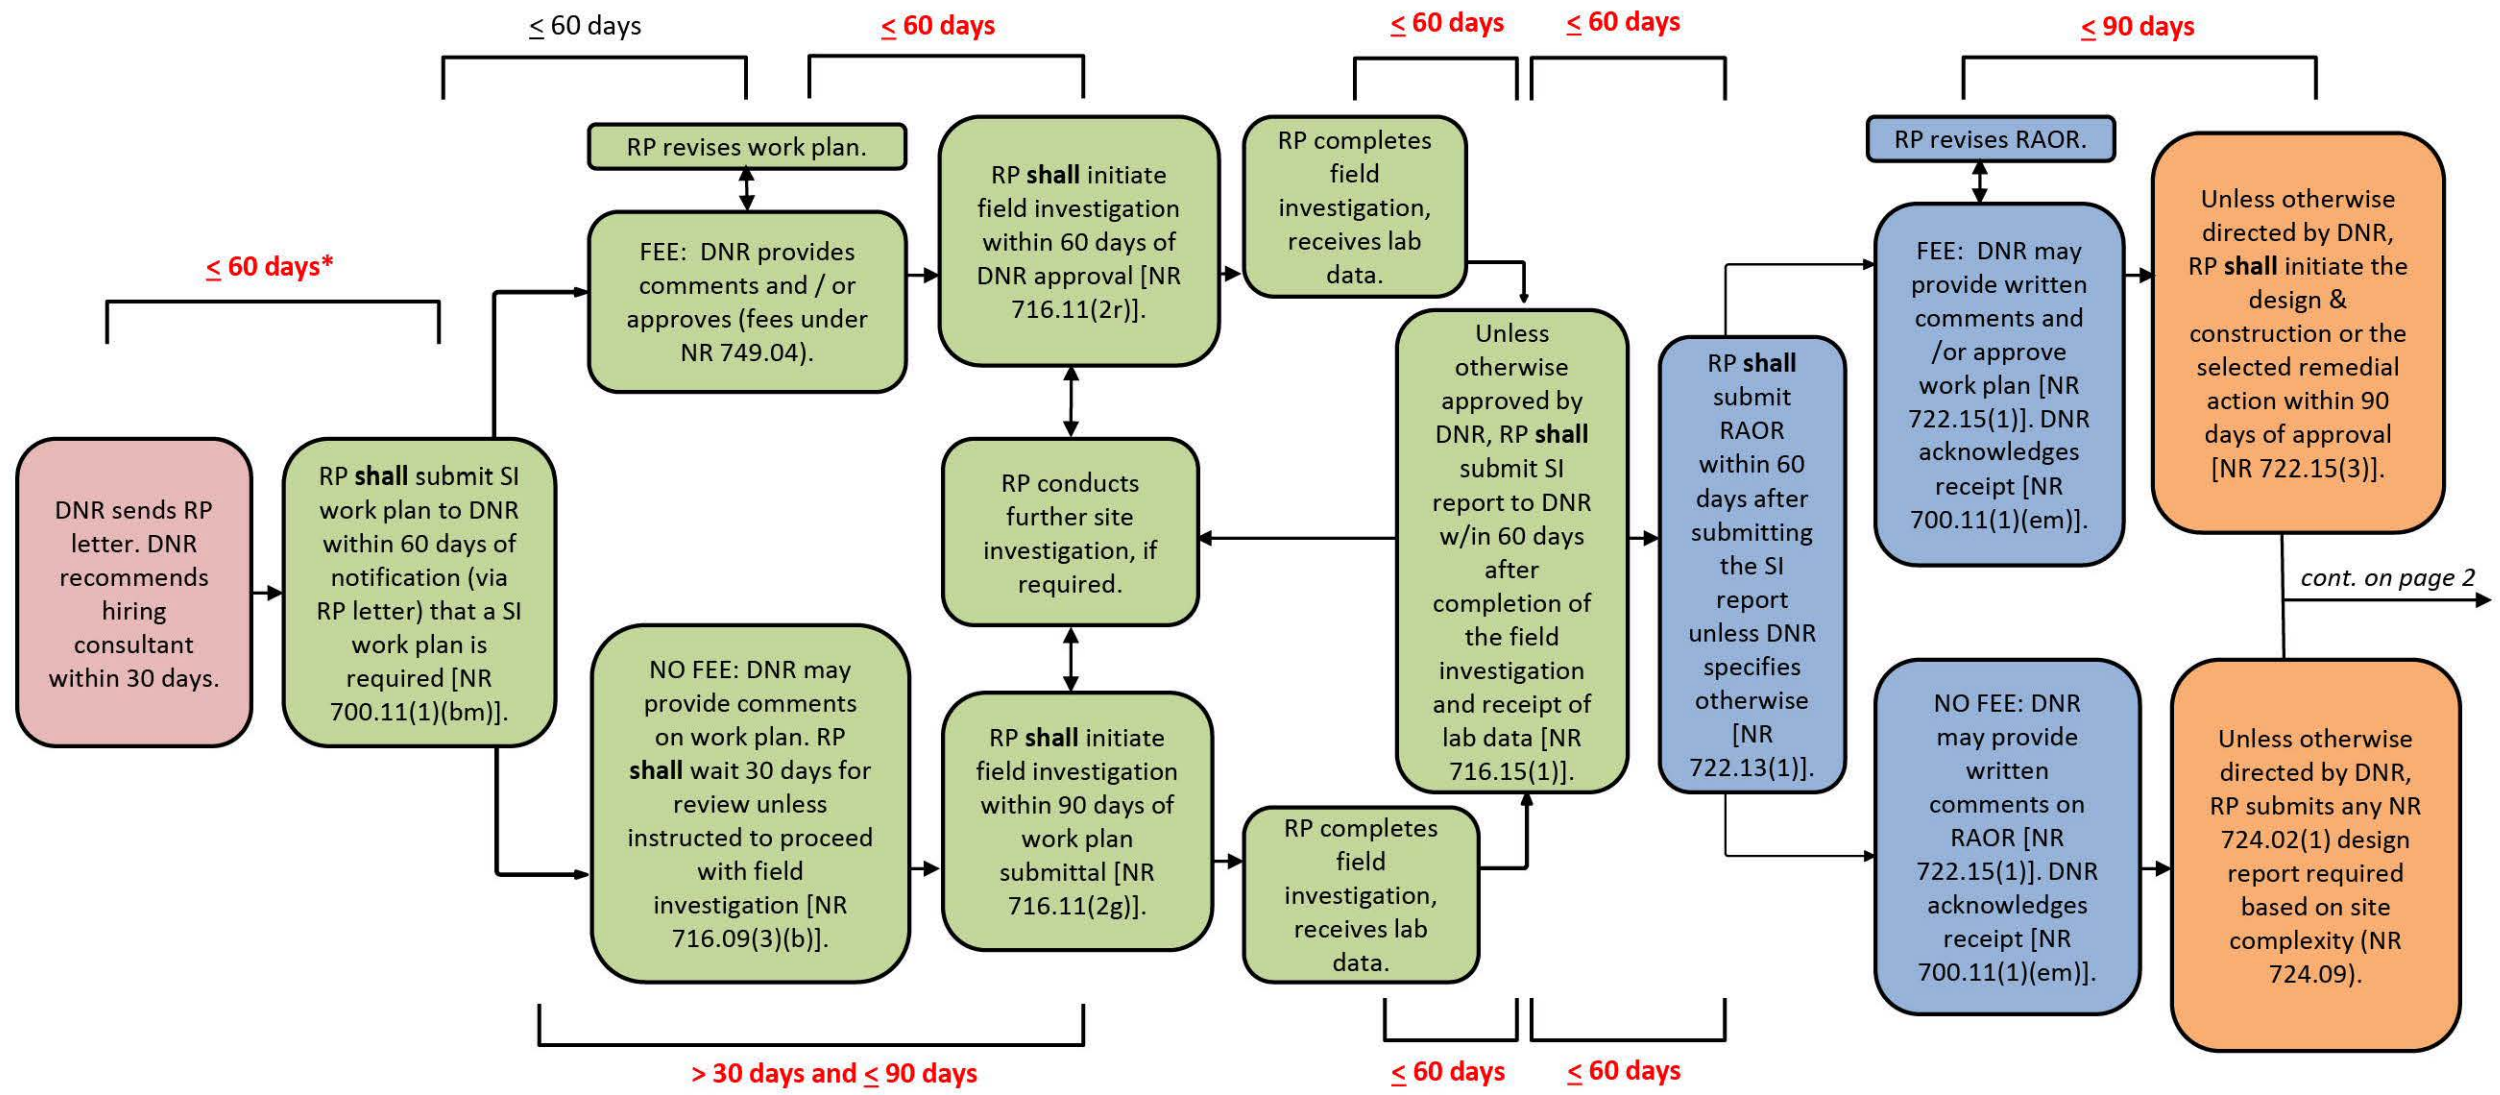 ≤ 60 days
≤ 60 days
≤ 60 days
≤ 60 days
≤ 90 days
≤ 60 days*
DNR sends RP
letter. DNR
recommends
hiring
consultant
within 30 days.
RP shall submit SI
work plan to DNR
within 60 days of
notification (via
RP letter) that a SI
work plan is
required [NR
700.11(1)(bm)].
RP revises work plan.
FEE: DNR provides
comments and / or
approves (fees under
NR 749.04).
NO FEE: DNR may
provide comments
on work plan. RP
shall wait 30 days for
review unless
instructed to proceed
with field
investigation [NR
716.09(3)(b)].
RP shall initiate
field investigation
within 60 days of
DNR approval [NR
716.11(2r)].
RP conducts
further site
investigation, if
required.
RP shall initiate
field investigation
within 90 days of
work plan
submittal [NR
716.11(2g)].
RP completes
field
investigation,
receives lab
data.
RP completes
field
investigation,
receives lab
data.
Unless
otherwise
approved by
DNR, RP shall
submit SI
report to DNR
w/in 60 days
after
completion of
the field
investigation
and receipt of
lab data [NR
716.15(1)].
RP shall
submit
RAOR
within 60
days after
submitting
the SI
report
unless DNR
specifies
otherwise
[NR
722.13(1)].
RP revises RAOR.
FEE: DNR may
provide written
comments and
/or approve
work plan [NR
722.15(1)]. DNR
acknowledges
receipt [NR
700.11(1)(em)].
NO FEE: DNR
may provide
written
comments on
RAOR [NR
722.15(1)]. DNR
acknowledges
receipt [NR
700.11(1)(em)].
Unless otherwise
directed by DNR,
RP shall initiate the
design &
construction or the
selected remedial
action within 90
days of approval
[NR 722.15(3)].
cont. on page 2
Unless otherwise
directed by DNR,
RP submits any NR
724.02(1) design
report required
based on site
complexity (NR
724.09).
> 30 days and ≤ 90 days
≤ 60 days
≤ 60 days